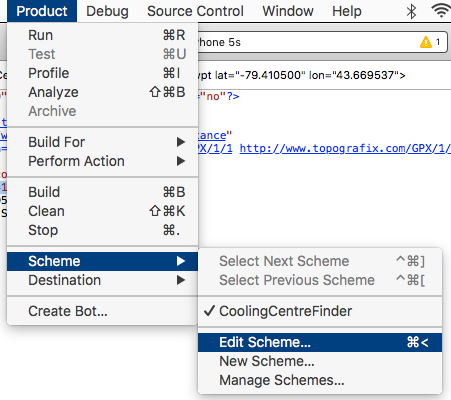 Product Debug Source Control Window Help
Run ⌘R
hone 5s 1
Test ⌘U
Profile ⌘I
ypt lat="-79.410500" lon="43.669537">
Analyze ⇧⌘B
="no"?>
Archive
Build For
tance"
Perform Action
PX/1/1 http://www.topografix.com/GPX/1/
Build ⌘B
Clean ⇧⌘K
Stop ⌘.
Scheme
Select Next Scheme ^⌘]
Destination
Select Previous Scheme ^⌘[
Create Bot...
✓ CoolingCentreFinder
Edit Scheme... ⌘<
New Scheme...
Manage Schemes...